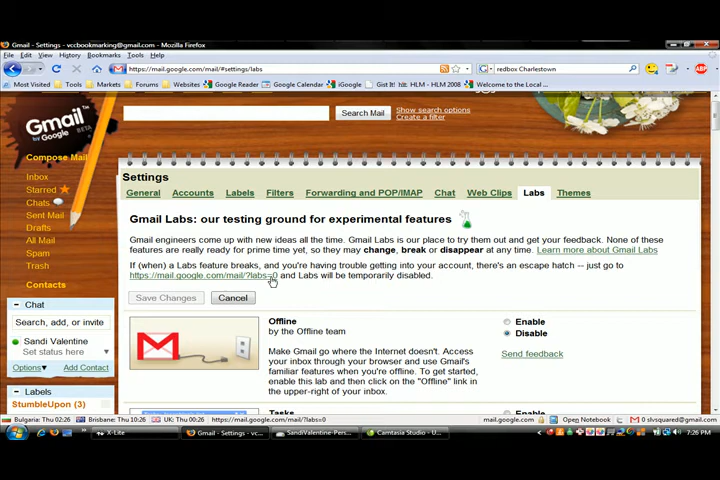 Gmail - Settings - vccbookmarking@gmail.com - Mozilla Firefox
File Edit View History Bookmarks Tools Help
https://mail.google.com/mail/#settings/labs
redbox Charlestown
ABP
Most Visited Tools Markets Forums Websites Google Reader Google Calendar iGoogle Gist It! HLM - HLM 2008 Welcome to the Local ...
Gmail BETA
by Google
Search Mail
Show search options
Create a filter
Compose Mail
Inbox
Starred
Chats
Sent Mail
Drafts
All Mail
Spam
Trash
Contacts
Chat
Search, add, or invite
Sandi Valentine
Set status here
Options Add Contact
Labels
StumbleUpon (3)
Settings
General Accounts Labels Filters Forwarding and POP/IMAP Chat Web Clips Labs Themes
Gmail Labs: our testing ground for experimental features
Gmail engineers come up with new ideas all the time. Gmail Labs is our place to try them out and get your feedback. None of these
features are really ready for prime time yet, so they may change, break or disappear at any time. Learn more about Gmail Labs
If (when) a Labs feature breaks, and you're having trouble getting into your account, there's an escape hatch -- just go to
https://mail.google.com/mail/?labs=0 and Labs will be temporarily disabled.
Save Changes Cancel
Offline
by the Offline team
Make Gmail go where the Internet doesn't. Access
your inbox through your browser and use Gmail's
familiar features when you're offline. To get started,
enable this lab and then click on the "Offline" link in
the upper-right of your inbox.
Enable
Disable
Send feedback
Tasks
Enable
Bulgaria: Thu 02:26 Brisbane: Thu 10:26 UK: Thu 00:26 https://mail.google.com/mail/?labs=0
mail.google.com Open Notebook 0 slvsquared@gmail.com
X-Lite Gmail - Settings - vcc... SandiValentine-Pers... Camtasia Studio - U... 7:26 PM